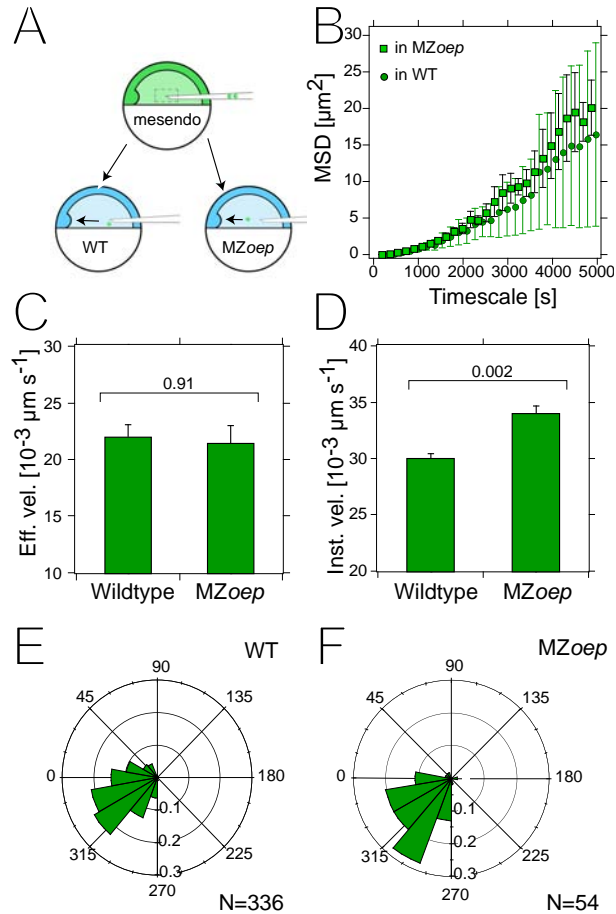 A
mesendo
WT
MZoep
B
MSD [µm²]
30
25
20
15
10
5
0
in MZoep
in WT
0 1000 2000 3000 4000 5000
Timescale [s]
C
Eff. vel. [10⁻³ µm s⁻¹]
30
25
20
15
10
0.91
Wildtype MZoep
D
Inst. vel. [10⁻³ µm s⁻¹]
40
35
30
25
20
0.002
Wildtype MZoep
E
WT
90
45 135
0 180
0.1
0.2
0.3
315 225
270
N=336
F
MZoep
90
45 135
0 180
0.1
0.2
0.3
315 225
270
N=54